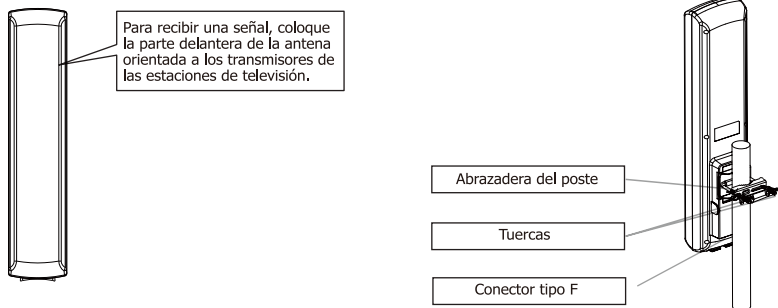 Para recibir una señal, coloque
la parte delantera de la antena
orientada a los transmisores de
las estaciones de televisión.
Abrazadera del poste
Tuercas
Conector tipo F